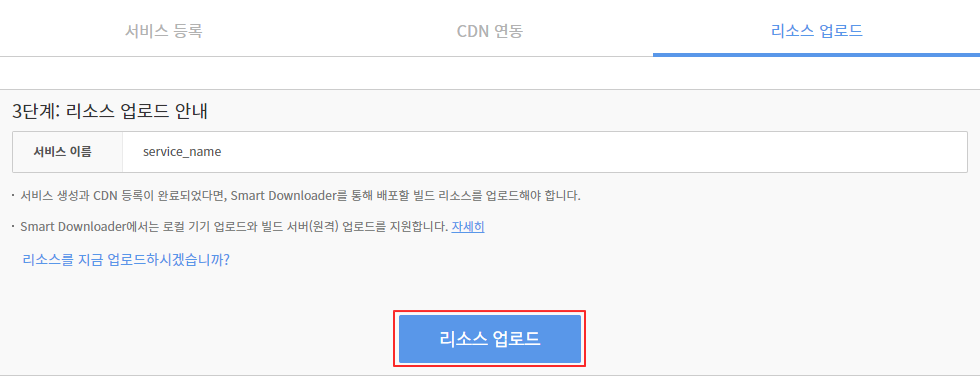 서비스 등록
CDN 연동
리소스 업로드
3단계: 리소스 업로드 안내
서비스 이름 service_name
· 서비스 생성과 CDN 등록이 완료되었다면, Smart Downloader를 통해 배포할 빌드 리소스를 업로드해야 합니다.
· Smart Downloader에서는 로컬 기기 업로드와 빌드 서버(원격) 업로드를 지원합니다. 자세히
리소스를 지금 업로드하시겠습니까?
리소스 업로드